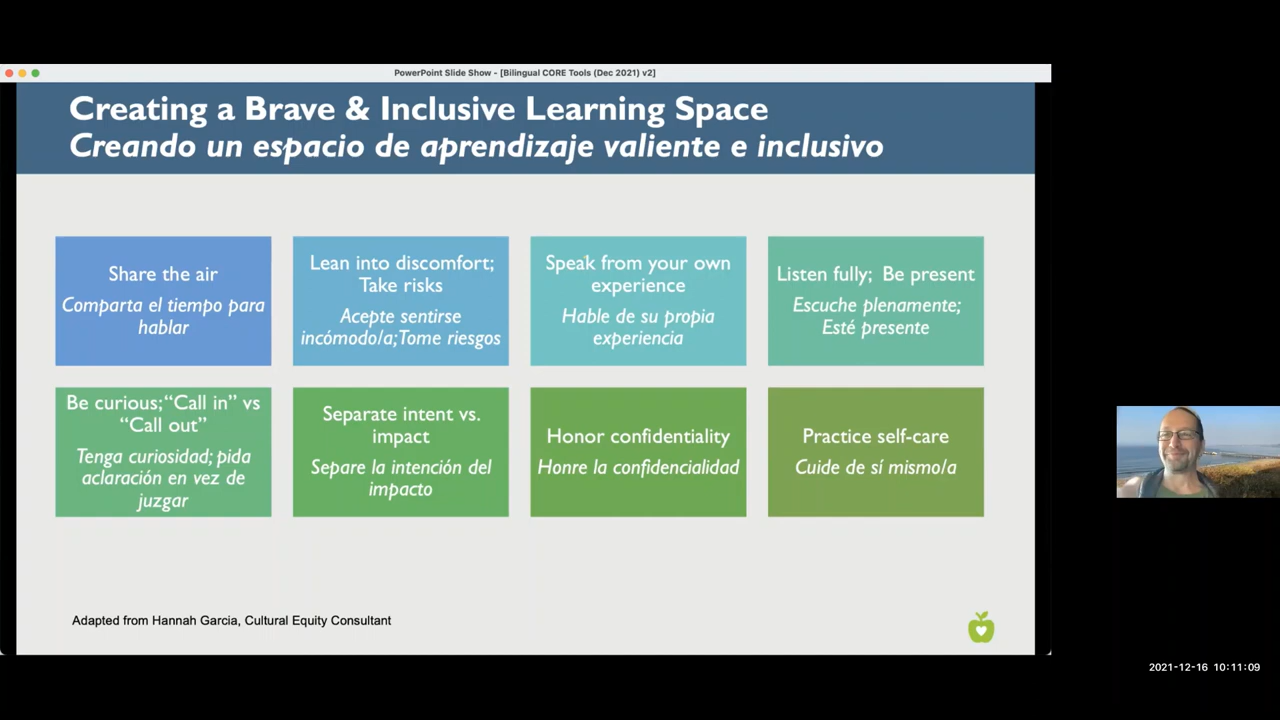 PowerPoint Slide Show - [Bilingual CORE Tools (Dec 2021) v2]
Creating a Brave & Inclusive Learning Space
Creando un espacio de aprendizaje valiente e inclusivo
Share the air
Comparta el tiempo para
hablar
Lean into discomfort;
Take risks
Acepte sentirse
incómodo/a;Tome riesgos
Speak from your own
experience
Hable de su propia
experiencia
Listen fully;  Be present
Escuche plenamente;
Esté presente
Be curious;“Call in” vs
“Call out”
Tenga curiosidad; pida
aclaración en vez de
juzgar
Separate intent vs.
impact
Separe la intención del
impacto
Honor confidentiality
Honre la confidencialidad
Practice self-care
Cuide de sí mismo/a
Adapted from Hannah Garcia, Cultural Equity Consultant
2021-12-16 10:11:09